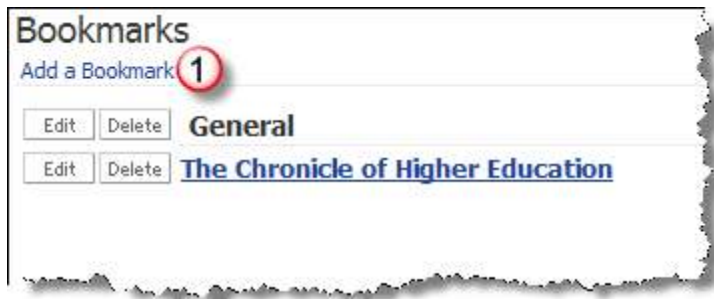 Bookmarks
Add a Bookmark 1
Edit Delete General
Edit Delete The Chronicle of Higher Education